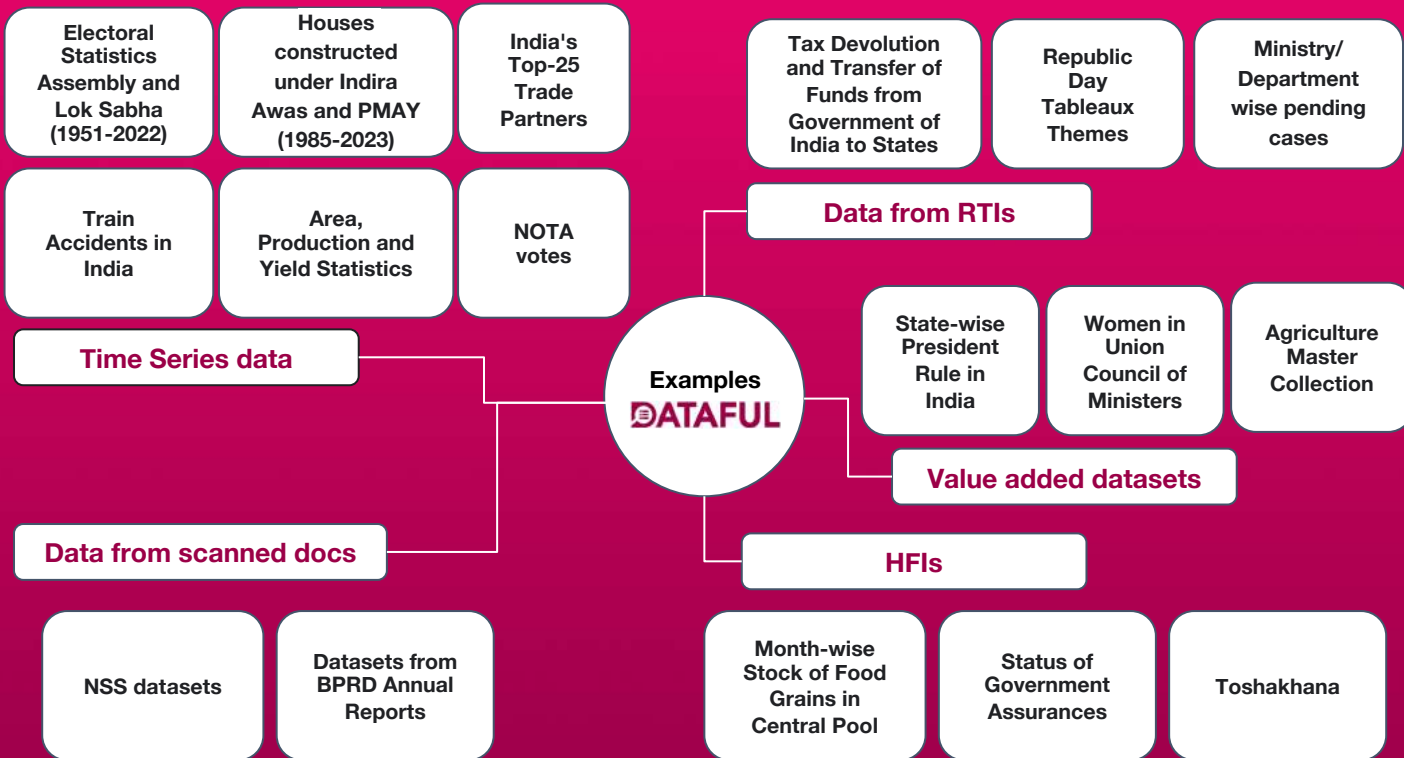 Electoral
Statistics
Assembly and
Lok Sabha
(1951-2022)
Houses
constructed
under Indira
Awas and PMAY
(1985-2023)
India's
Top-25
Trade
Partners
Train
Accidents in
India
Area,
Production and
Yield Statistics
NOTA
votes
Time Series data
Tax Devolution
and Transfer of
Funds from
Government of
India to States
Republic
Day
Tableaux
Themes
Ministry/
Department
wise pending
cases
Data from RTIs
Examples
DATAFUL
State-wise
President
Rule in
India
Women in
Union
Council of
Ministers
Agriculture
Master
Collection
Value added datasets
Data from scanned docs
NSS datasets
Datasets from
BPRD Annual
Reports
HFIs
Month-wise
Stock of Food
Grains in
Central Pool
Status of
Government
Assurances
Toshakhana